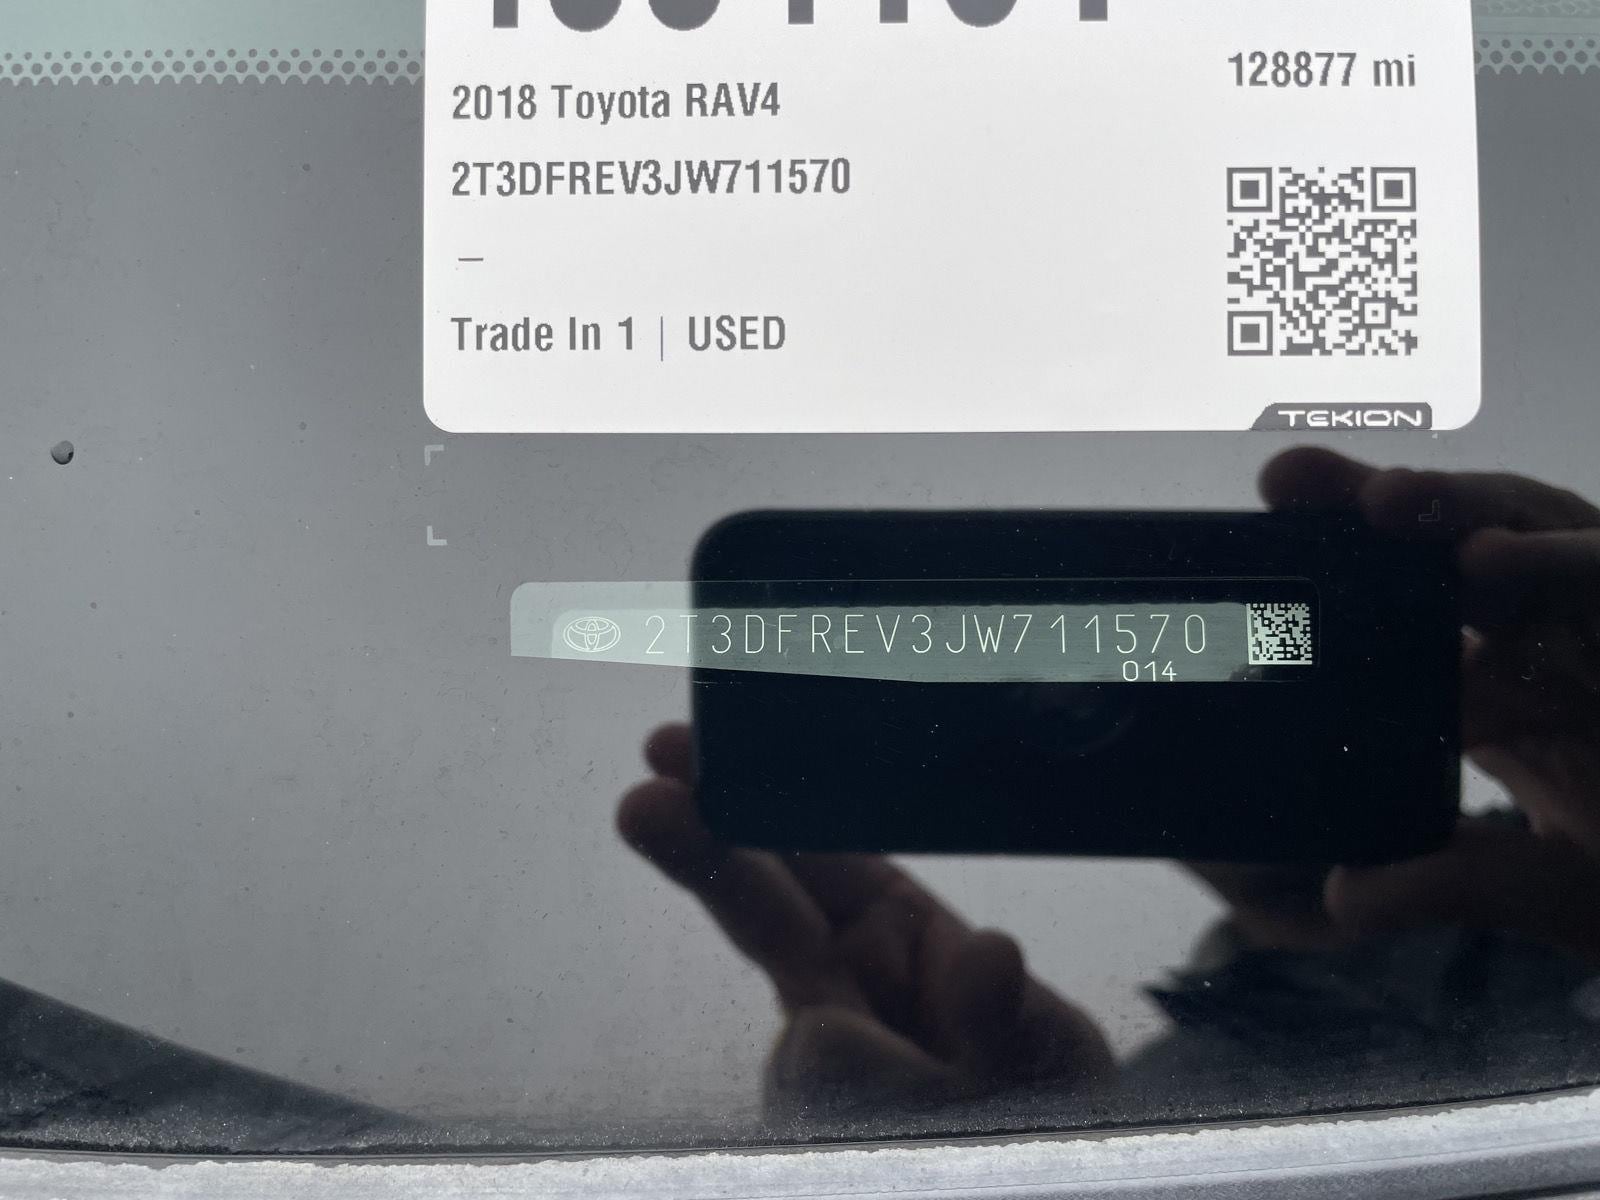 2018 Toyota RAV4
128877 mi
2T3DFREV3JW711570
–
Trade In 1 | USED
TEKION
2T3DFREV3JW711570
014